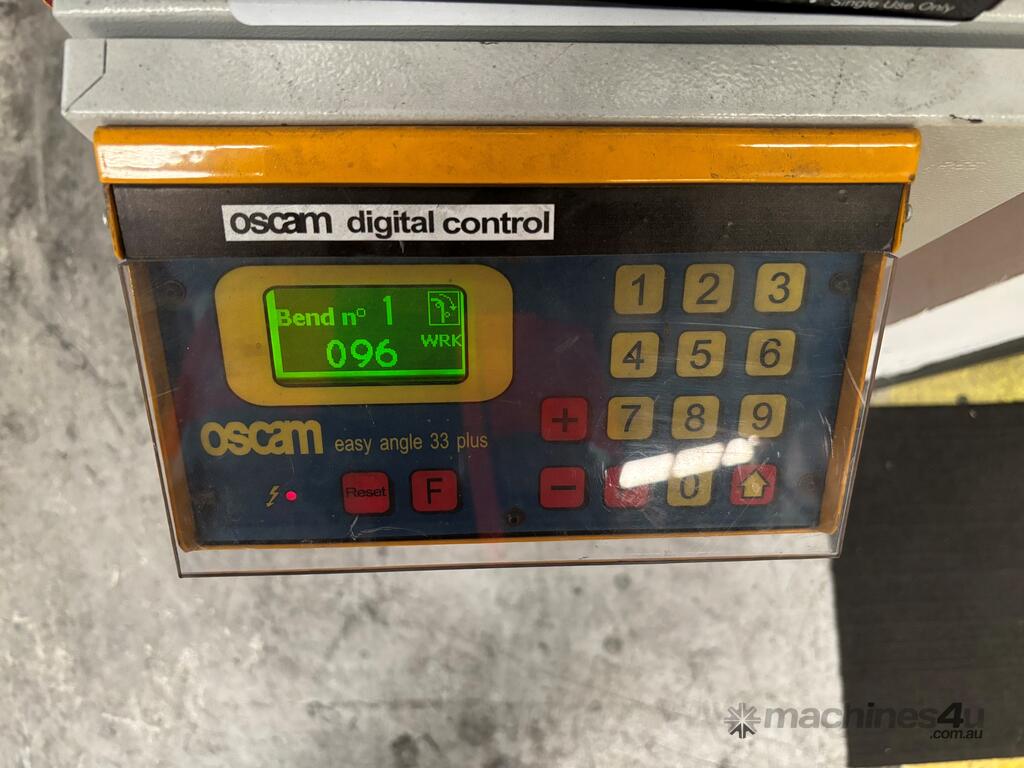 Single Use Only
oscam digital control
Bend nº 1
WRK
096
1 2 3
4 5 6
+ 7 8 9
oscam easy angle 33 plus
Reset F - 0
machines4u
.com.au